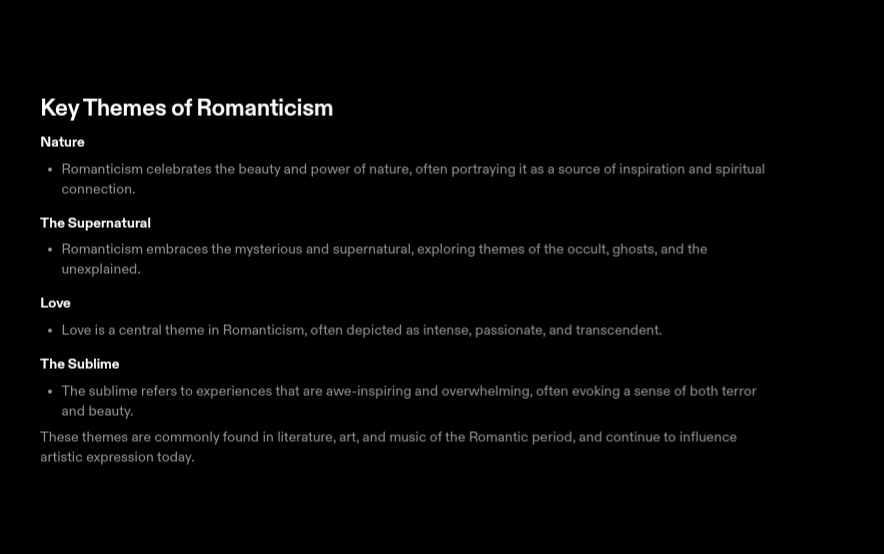 Key Themes of Romanticism
Nature
• Romanticism celebrates the beauty and power of nature, often portraying it as a source of inspiration and spiritual
connection.
The Supernatural
• Romanticism embraces the mysterious and supernatural, exploring themes of the occult, ghosts, and the
unexplained.
Love
• Love is a central theme in Romanticism, often depicted as intense, passionate, and transcendent.
The Sublime
• The sublime refers to experiences that are awe-inspiring and overwhelming, often evoking a sense of both terror
and beauty.
These themes are commonly found in literature, art, and music of the Romantic period, and continue to influence
artistic expression today.